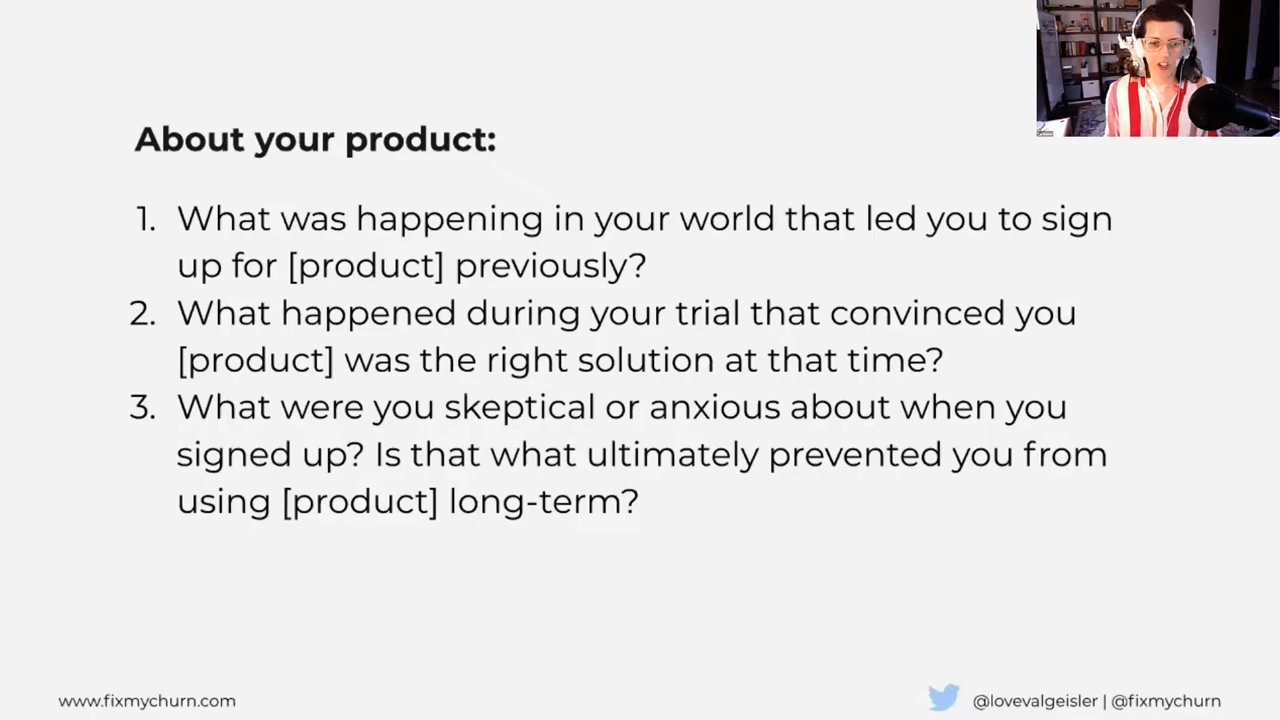 About your product:
1. What was happening in your world that led you to sign
up for [product] previously?
2. What happened during your trial that convinced you
[product] was the right solution at that time?
3. What were you skeptical or anxious about when you
signed up? Is that what ultimately prevented you from
using [product] long-term?
www.fixmychurn.com
@lovevalgeisler | @fixmychurn